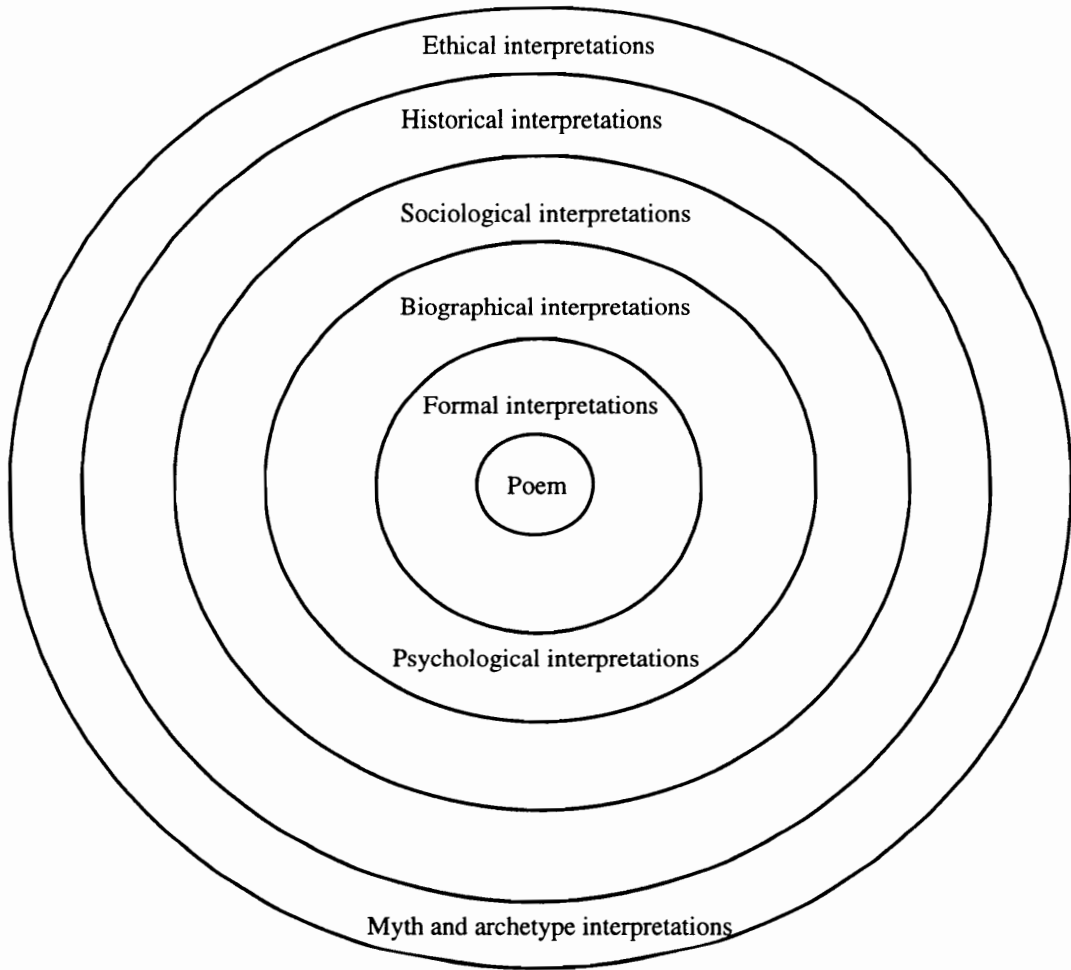 Ethical interpretations
Historical interpretations
Sociological interpretations
Biographical interpretations
Formal interpretations
Poem
Psychological interpretations
Myth and archetype interpretations